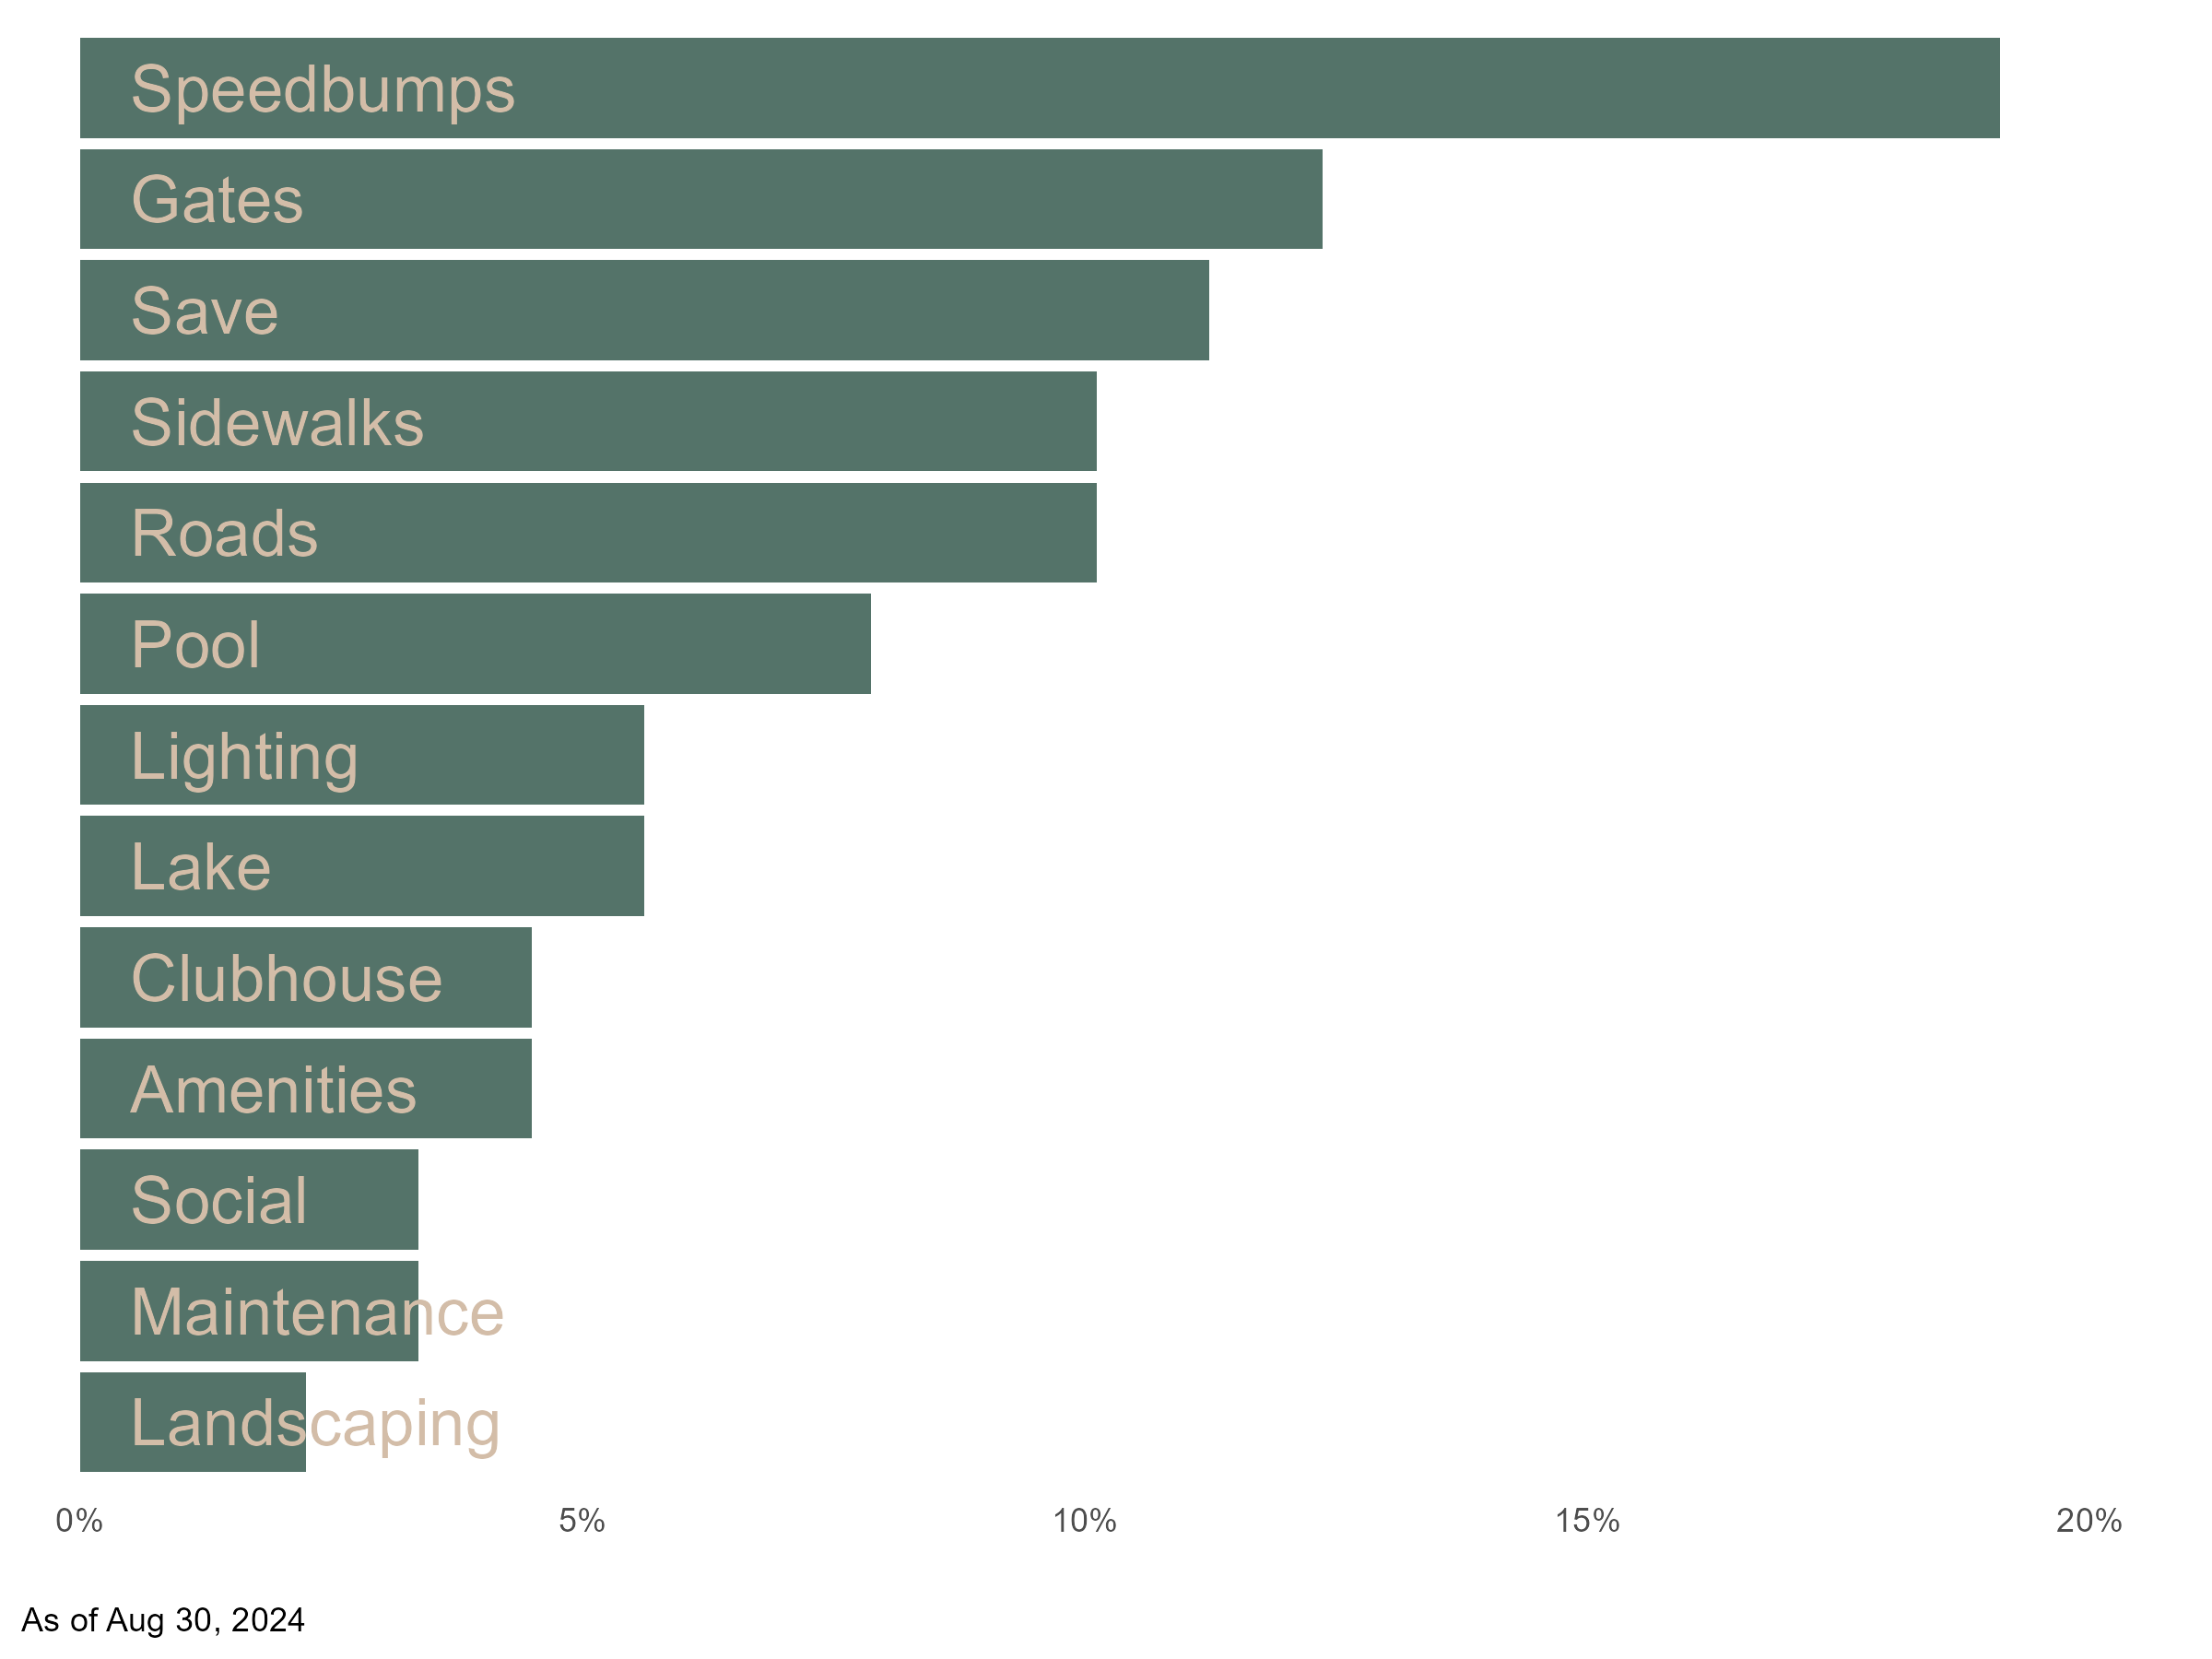 Speedbumps
Gates
Save
Sidewalks
Roads
Pool
Lighting
Lake
Clubhouse
Amenities
Social
Maintenance
Landscaping
0% 5% 10% 15% 20%
As of Aug 30, 2024